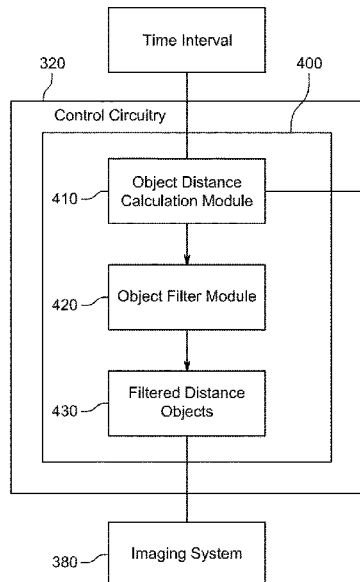 Time Interval
320
400
Control Circuitry
410
Object Distance
Calculation Module
420
Object Filter Module
430
Filtered Distance
Objects
380
Imaging System